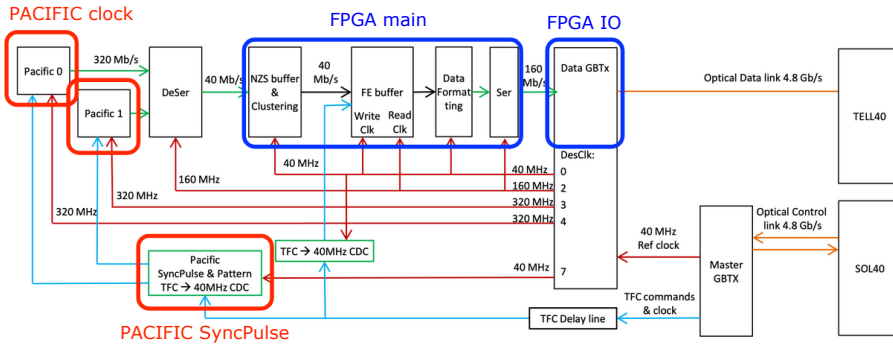 PACIFIC clock
FPGA main
FPGA IO
Pacific 0
320 Mb/s
Pacific 1
DeSer
40 Mb/s
NZS buffer
& Clustering
40
Mb/s
FE buffer
Write
Clk
Read
Clk
Data
Format
ting
Ser
160
Mb/s
Data GBTx
Optical Data link 4.8 Gb/s
TELL40
DesClk:
40 MHz
40 MHz
0
160 MHz
160 MHz
2
320 MHz
320 MHz
3
320 MHz
320 MHz
4
40 MHz
7
40 MHz
Ref clock
Optical Control
link 4.8 Gb/s
Master
GBTX
SOL40
Pacific
SyncPulse & Pattern
TFC → 40MHz CDC
TFC → 40MHz CDC
TFC commands
& clock
TFC Delay line
PACIFIC SyncPulse